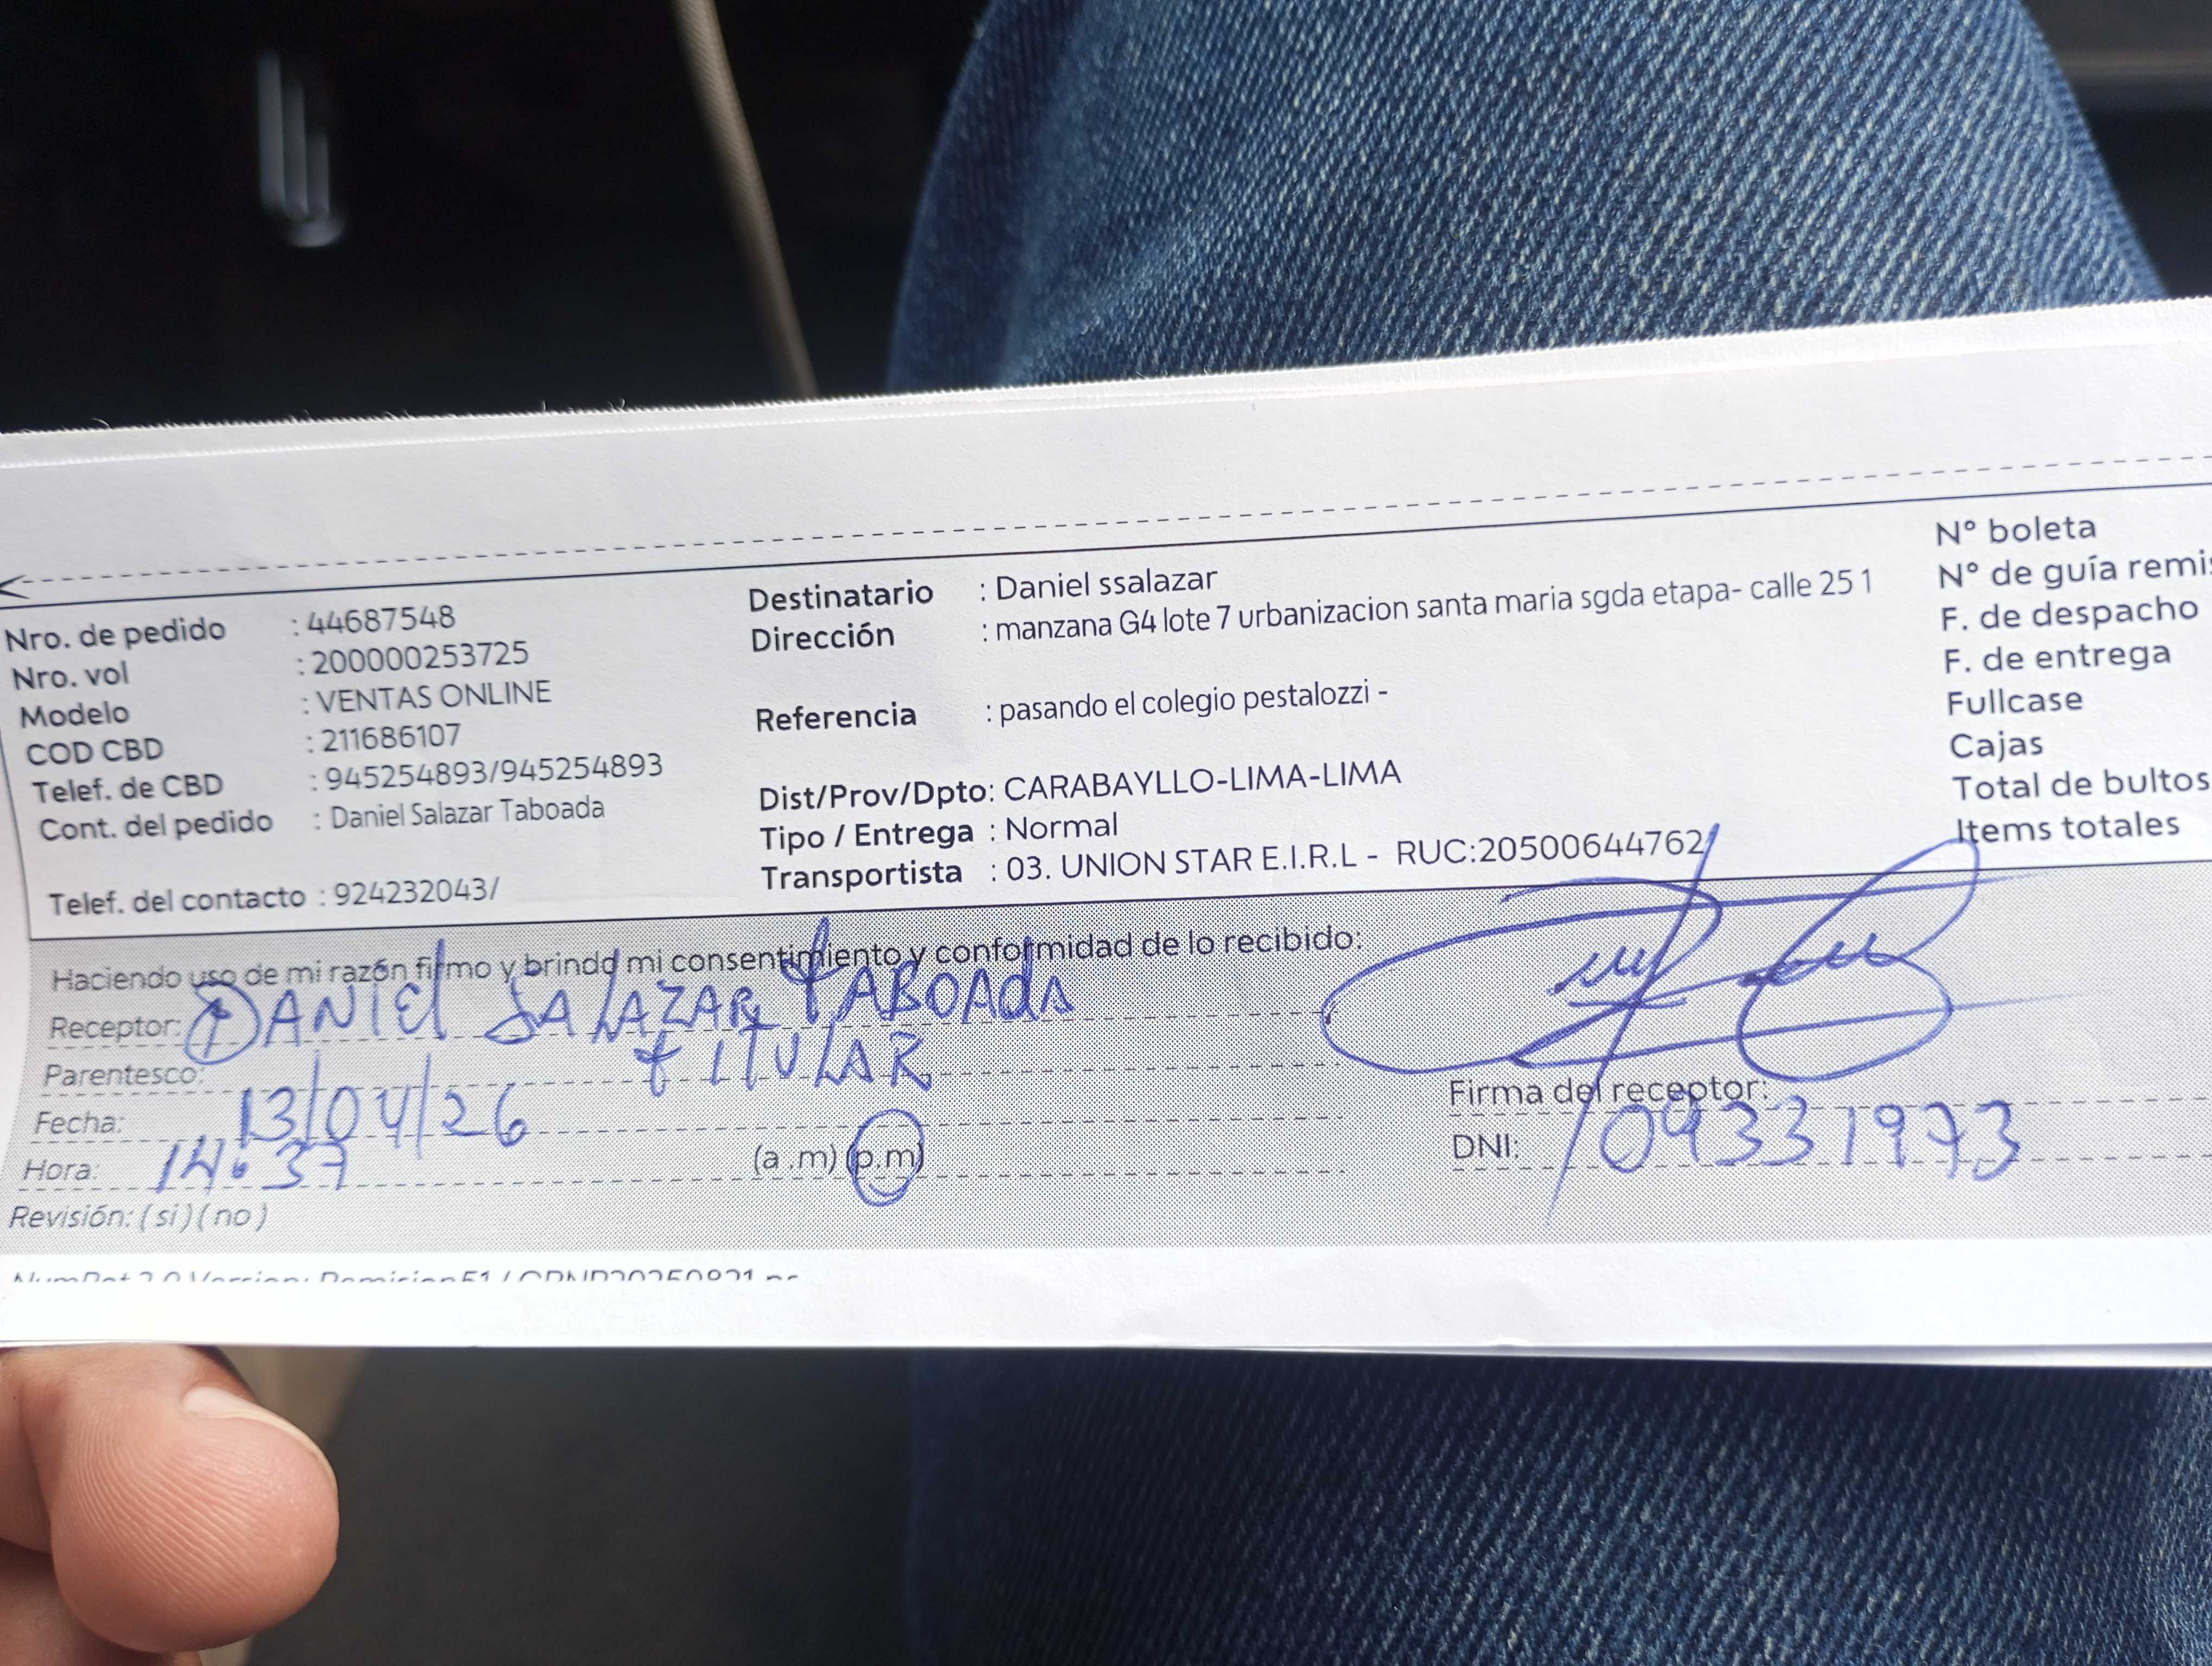 Nro. de pedido : 44687548
Nro. vol : 200000253725
Modelo : VENTAS ONLINE
COD CBD : 211686107
Telef. de CBD : 945254893/945254893
Cont. del pedido : Daniel Salazar Taboada
Telef. del contacto : 924232043/
Destinatario : Daniel ssalazar
Dirección : manzana G4 lote 7 urbanizacion santa maria sgda etapa- calle 25 1
Referencia : pasando el colegio pestalozzi -
Dist/Prov/Dpto: CARABAYLLO-LIMA-LIMA
Tipo / Entrega : Normal
Transportista : 03. UNION STAR E.I.R.L - RUC:20500644762
N° boleta
N° de guía remis
F. de despacho
F. de entrega
Fullcase
Cajas
Total de bultos
Items totales
Haciendo uso de mi razón firmo y brindo mi consentimiento y conformidad de lo recibido:
Receptor: DANIEl SALAZAR tABOAdA
Parentesco: tITULAR
Fecha: 13/04/26
Hora: 14:37 (a .m) (p.m)
Revisión: (si) (no)
Firma del receptor:
DNI: 09331973